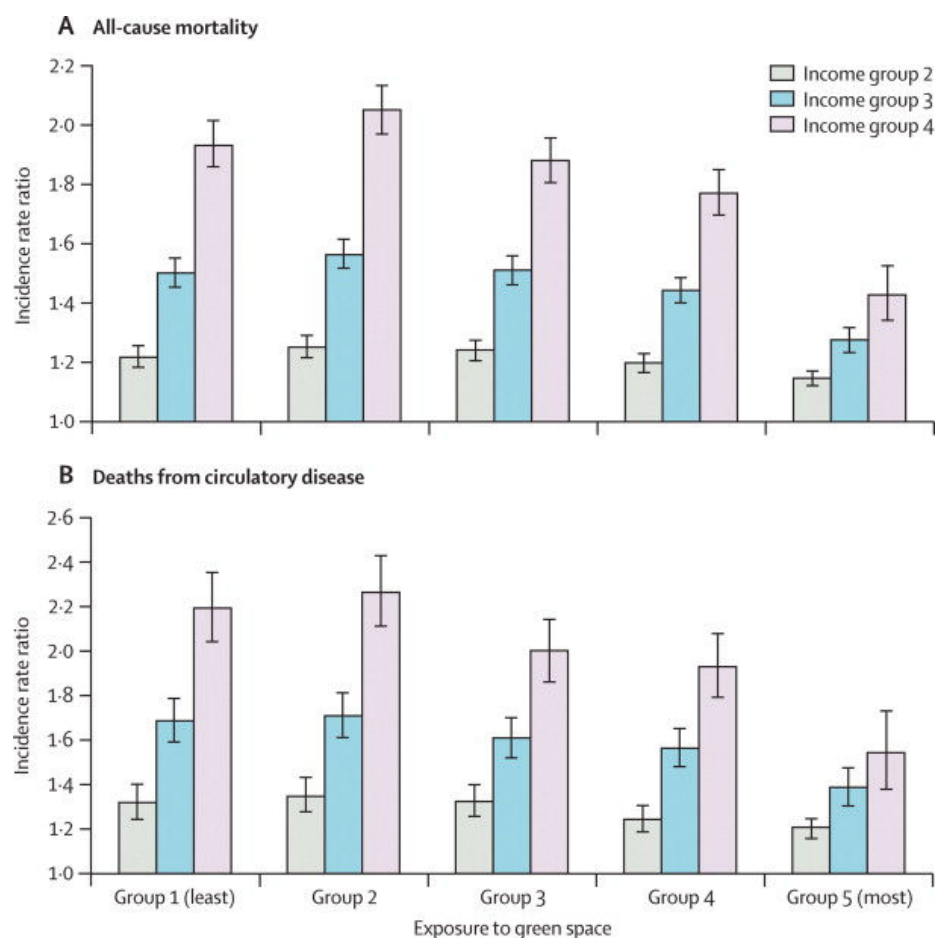 A All-cause mortality
2·2
2·0
1·8
1·6
1·4
1·2
1·0
Incidence rate ratio
Income group 2
Income group 3
Income group 4
B Deaths from circulatory disease
2·6
2·4
2·2
2·0
1·8
1·6
1·4
1·2
1·0
Incidence rate ratio
Group 1 (least) Group 2 Group 3 Group 4 Group 5 (most)
Exposure to green space